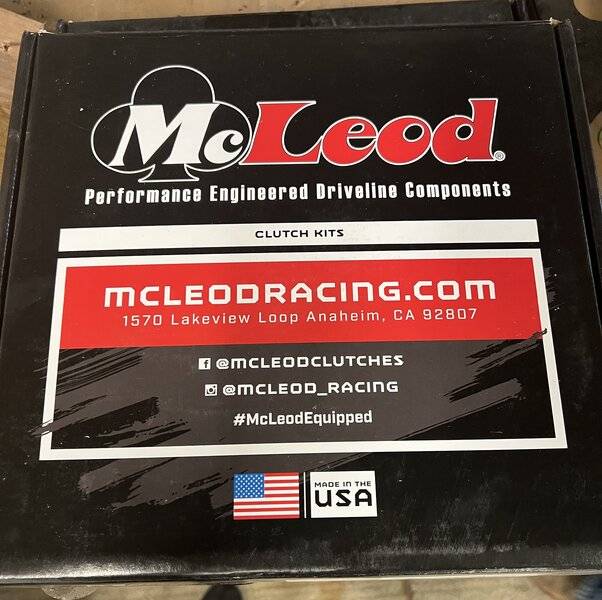 McLeod®
Performance Engineered Driveline Components
CLUTCH KITS
MCLEODRACING.COM
1570 Lakeview Loop Anaheim, CA 92807
@MCLEODCLUTCHES
@MCLEOD_RACING
#McLeodEquipped
MADE IN THE
USA